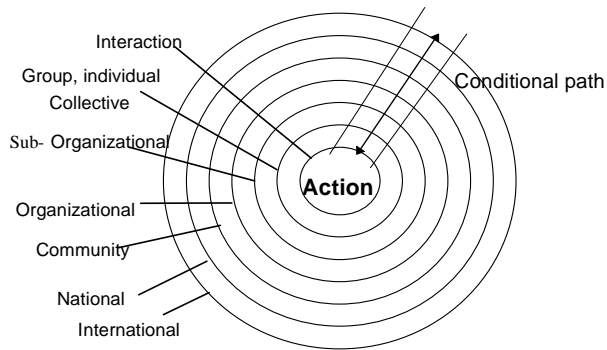 Interaction
Group, individual
Collective
Sub- Organizational
Organizational
Community
National
International
Action
Conditional path